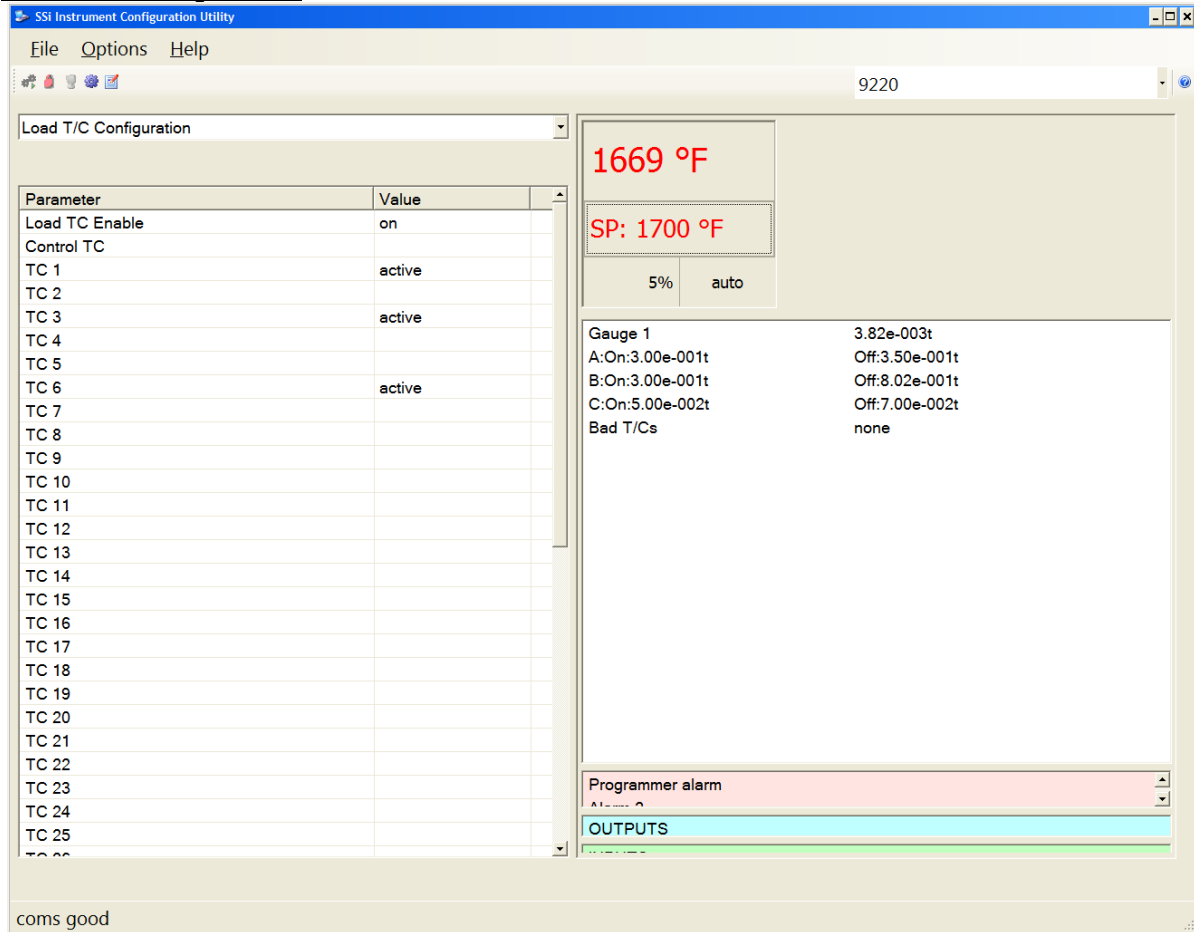 SSi Instrument Configuration Utility
File Options Help
9220
Load T/C Configuration
Parameter Value
Load TC Enable on
Control TC
TC 1 active
TC 2
TC 3 active
TC 4
TC 5
TC 6 active
TC 7
TC 8
TC 9
TC 10
TC 11
TC 12
TC 13
TC 14
TC 15
TC 16
TC 17
TC 18
TC 19
TC 20
TC 21
TC 22
TC 23
TC 24
TC 25
1669 °F
SP: 1700 °F
5% auto
Gauge 1 3.82e-003t
A:On:3.00e-001t Off:3.50e-001t
B:On:3.00e-001t Off:8.02e-001t
C:On:5.00e-002t Off:7.00e-002t
Bad T/Cs none
Programmer alarm
OUTPUTS
coms good